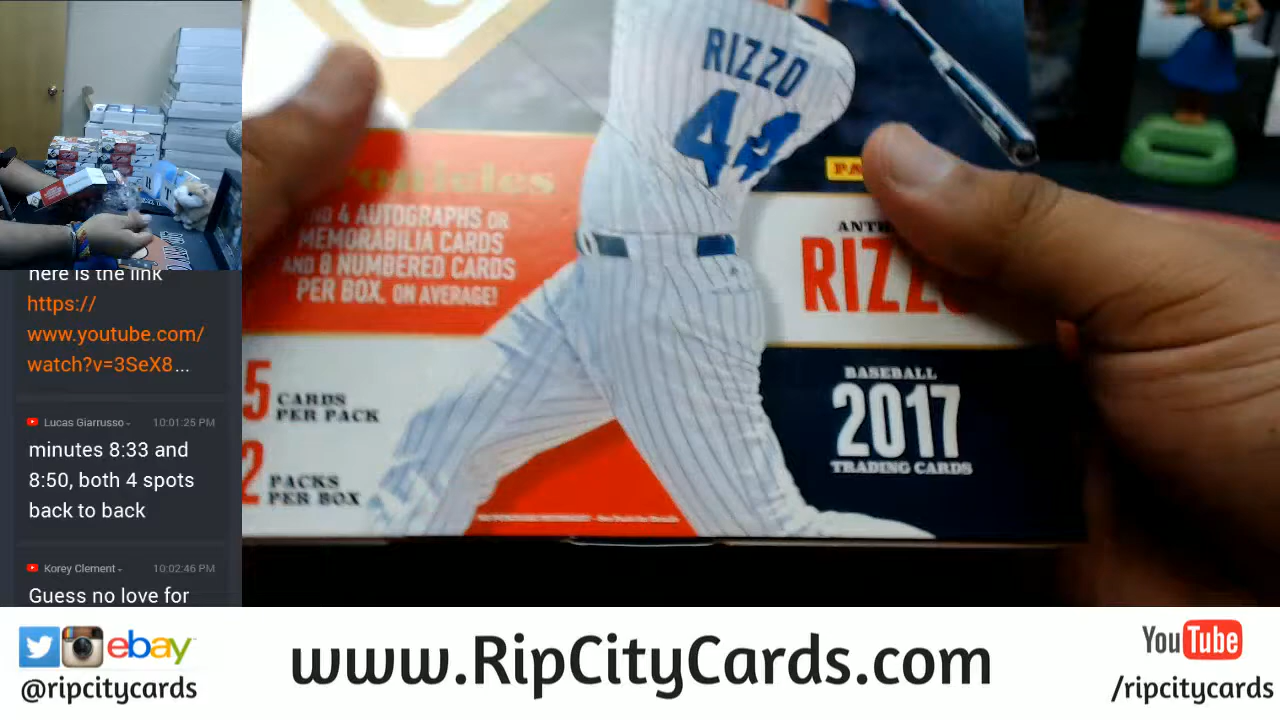 here is the link
https://
www.youtube.com/
watch?v=3SeX8...
Lucas Giarrusso
10:01:25 PM
minutes 8:33 and
8:50, both 4 spots
back to back
Korey Clement
10:02:46 PM
Guess no love for
RIZZO
44
AUTOGRAPHS OR
MEMORABILIA CARDS
AND 8 NUMBERED CARDS
PER BOX, ON AVERAGE!
5 CARDS
PER PACK
2 PACKS
PER BOX
BASEBALL
2017
TRADING CARDS
ebay
@ripcitycards
www.RipCityCards.com
YouTube
/ripcitycards